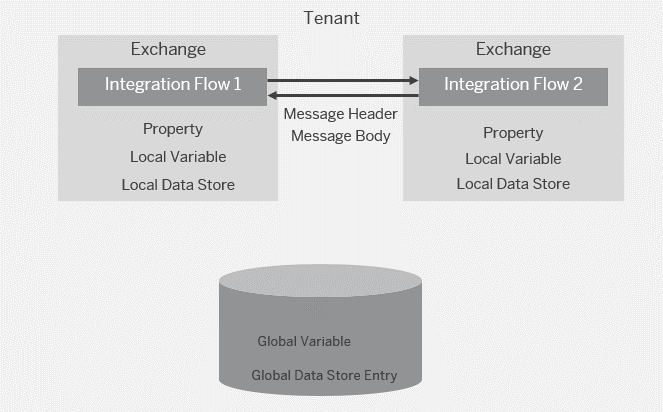 Tenant
Exchange
Integration Flow 1
Property
Local Variable
Local Data Store
Message Header
Message Body
Exchange
Integration Flow 2
Property
Local Variable
Local Data Store
Global Variable
Global Data Store Entry